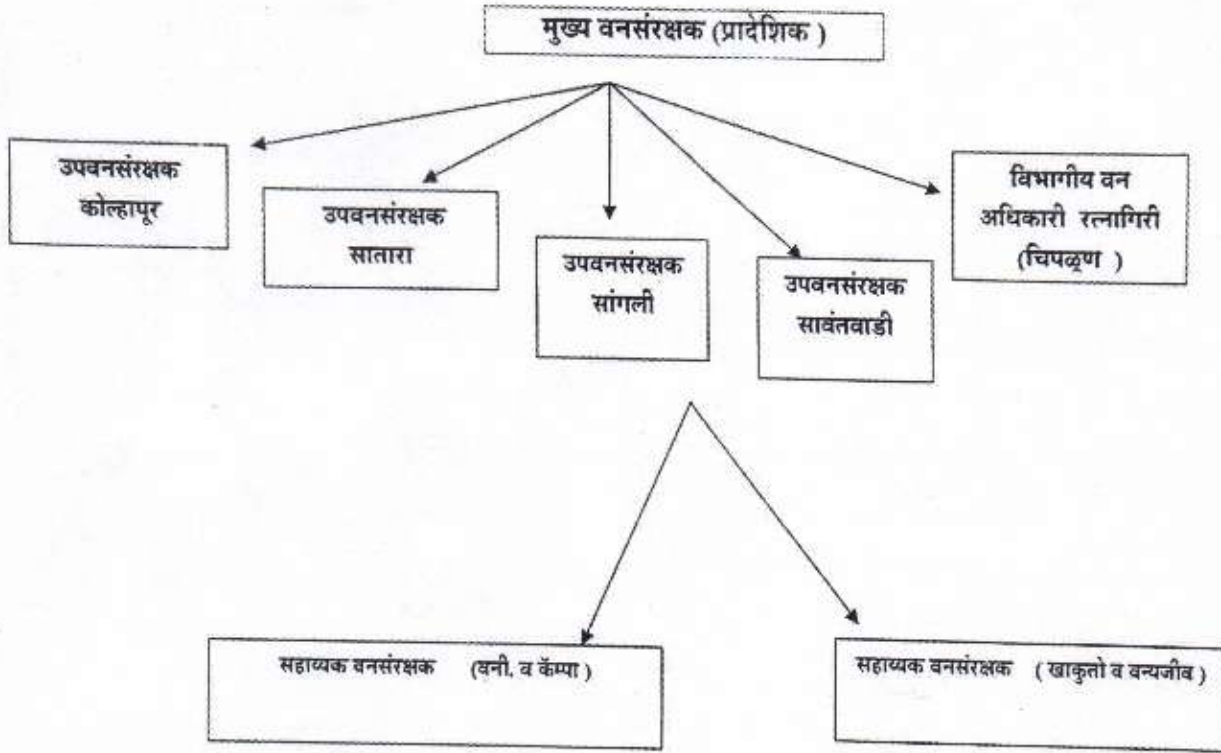 मुख्य वनसंरक्षक (प्रादेशिक )
उपवनसंरक्षक
कोल्हापूर
उपवनसंरक्षक
सातारा
उपवनसंरक्षक
सांगली
उपवनसंरक्षक
सावंतवाडी
विभागीय वन
अधिकारी रत्नागिरी
(चिपळूण )
सहाय्यक वनसंरक्षक (वनी. व कॅम्पा )
सहाय्यक वनसंरक्षक ( खाकुतो व वन्यजीव )